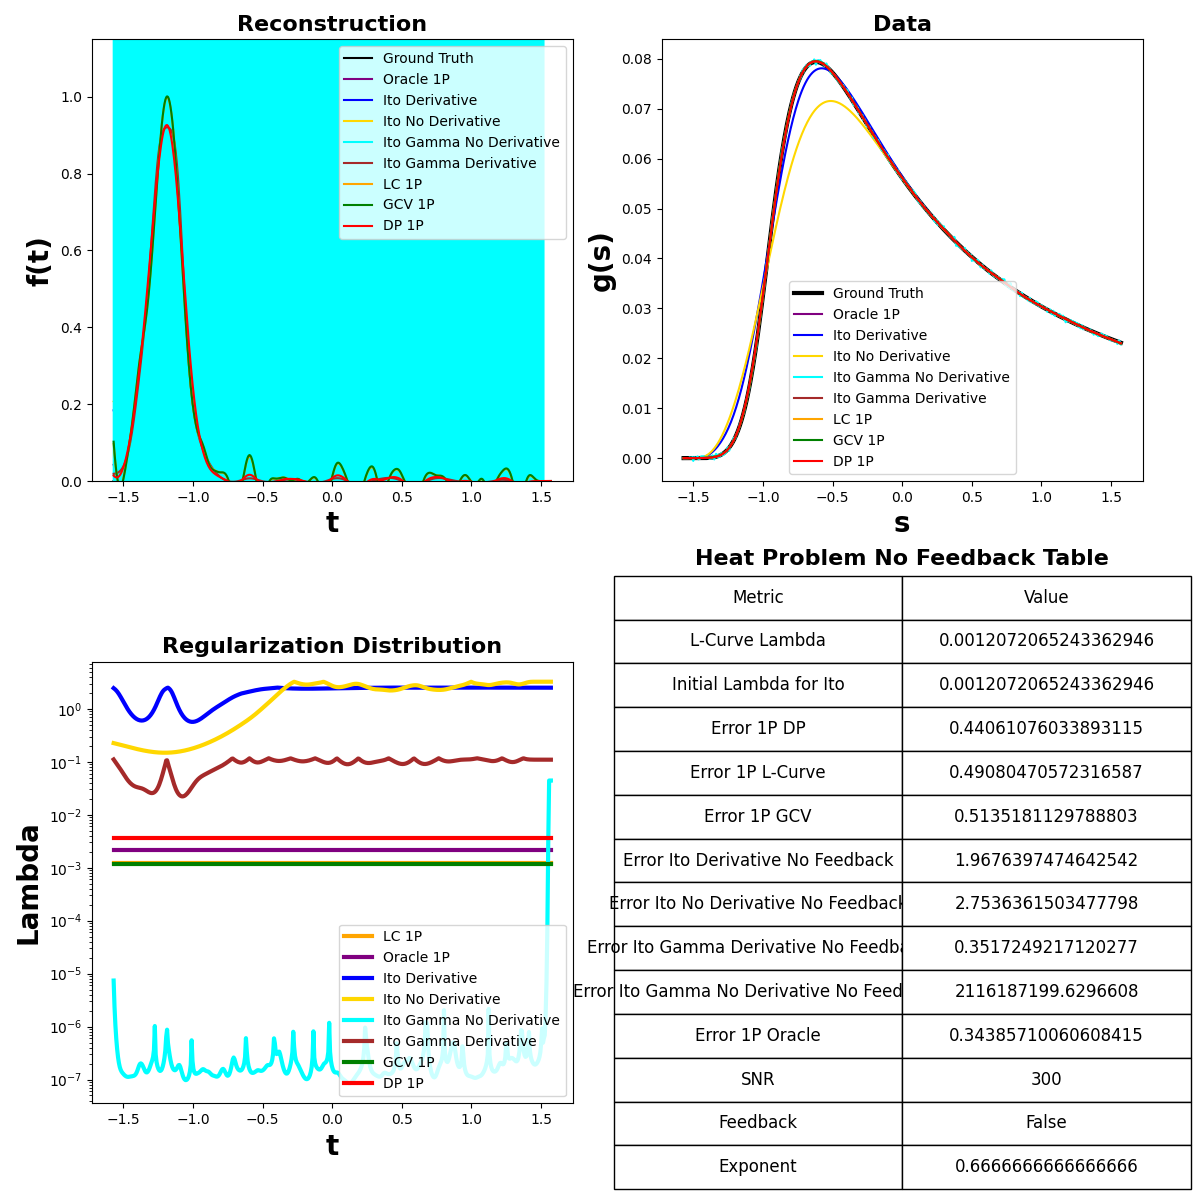 Reconstruction
f(t)
1.0
0.8
0.6
0.4
0.2
0.0
Ground Truth
Oracle 1P
Ito Derivative
Ito No Derivative
Ito Gamma No Derivative
Ito Gamma Derivative
LC 1P
GCV 1P
DP 1P
−1.5 −1.0 −0.5 0.0 0.5 1.0 1.5
t
Data
g(s)
0.08
0.07
0.06
0.05
0.04
0.03
0.02
0.01
0.00
Ground Truth
Oracle 1P
Ito Derivative
Ito No Derivative
Ito Gamma No Derivative
Ito Gamma Derivative
LC 1P
GCV 1P
DP 1P
−1.5 −1.0 −0.5 0.0 0.5 1.0 1.5
s
Regularization Distribution
Lambda
10⁰
10⁻¹
10⁻²
10⁻³
10⁻⁴
10⁻⁵
10⁻⁶
10⁻⁷
LC 1P
Oracle 1P
Ito Derivative
Ito No Derivative
Ito Gamma No Derivative
Ito Gamma Derivative
GCV 1P
DP 1P
−1.5 −1.0 −0.5 0.0 0.5 1.0 1.5
t
Heat Problem No Feedback Table
Metric Value
L-Curve Lambda 0.0012072065243362946
Initial Lambda for Ito 0.0012072065243362946
Error 1P DP 0.44061076033893115
Error 1P L-Curve 0.49080470572316587
Error 1P GCV 0.5135181129788803
Error Ito Derivative No Feedback 1.9676397474642542
Error Ito No Derivative No Feedback 2.7536361503477798
Error Ito Gamma Derivative No Feedba 0.3517249217120277
Error Ito Gamma No Derivative No Feed 2116187199.6296608
Error 1P Oracle 0.34385710060608415
SNR 300
Feedback False
Exponent 0.6666666666666666